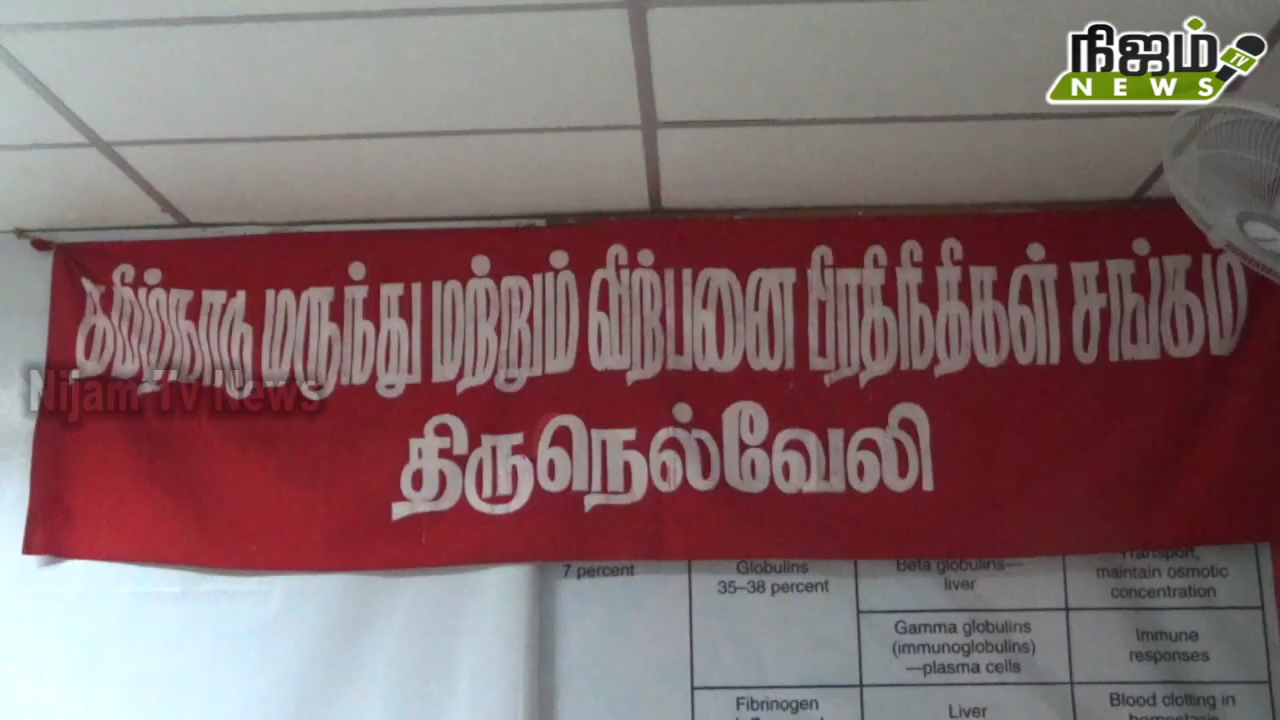 நிஜம்
TV
NEWS
தமிழ்நாடு மருந்து மற்றும் விற்பனை பிரதிநிதிகள் சங்கம்
Nijam Tv News
திருநெல்வேலி
7 percent
Globulins
35–38 percent
Beta globulins—
liver
Transport,
maintain osmotic
concentration
Gamma globulins
(immunoglobulins)
—plasma cells
Immune
responses
Fibrinogen
Liver
Blood clotting in